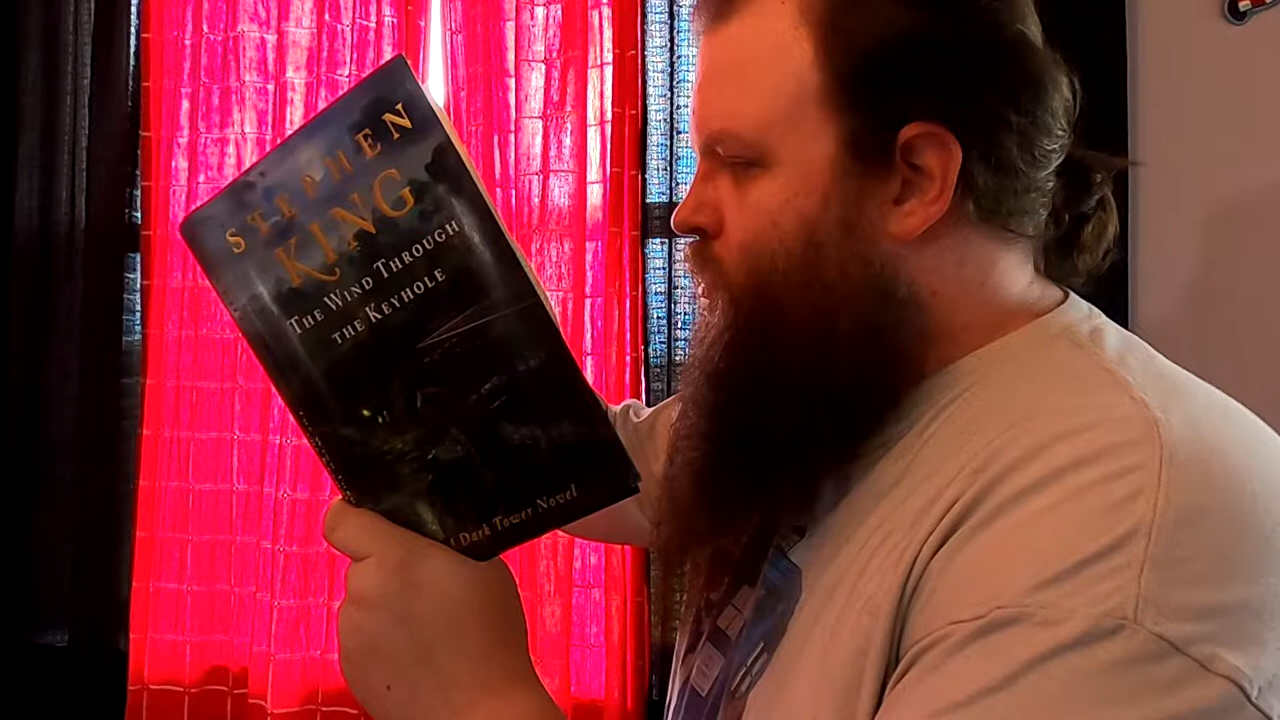 STEPHEN
KING
THE WIND THROUGH
THE KEYHOLE
A Dark Tower Novel